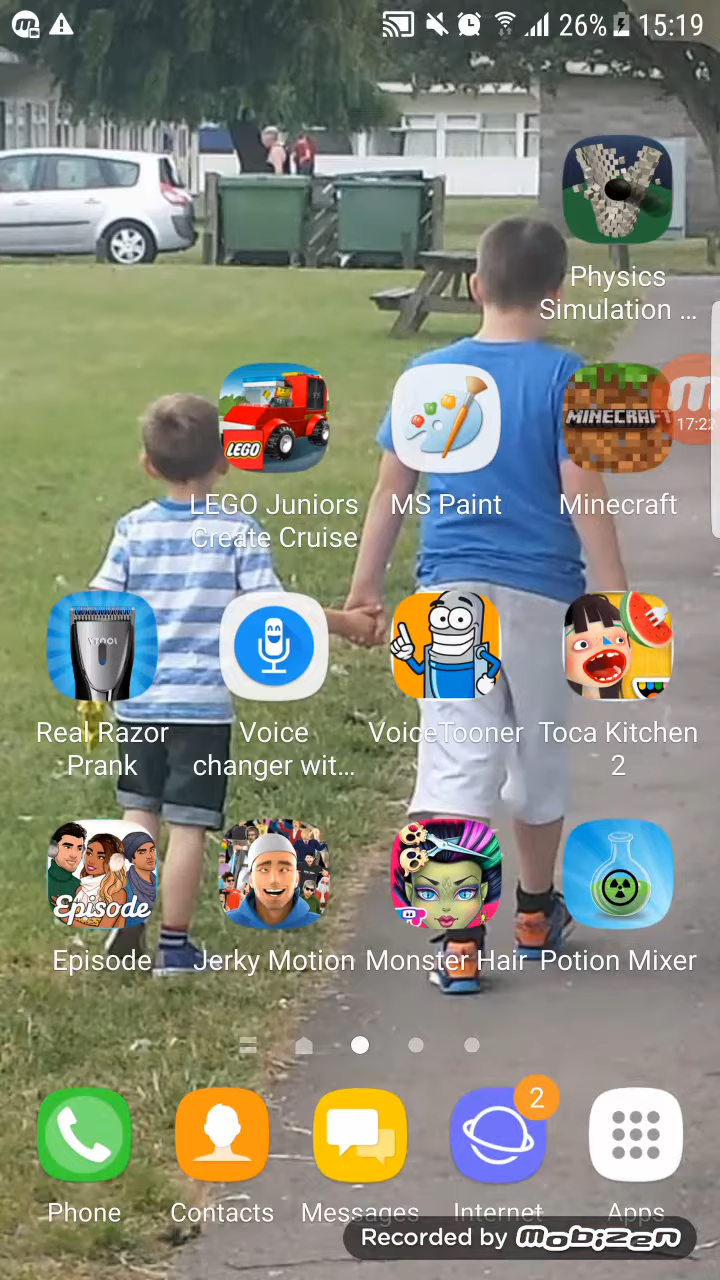 26% 15:19
Physics
Simulation ...
17:22
LEGO
MINECRAFT
LEGO Juniors
Create Cruise
MS Paint
Minecraft
VTOOL
Real Razor
Prank
Voice
changer wit...
VoiceTooner
Toca Kitchen
2
Episode
Episode
Jerky Motion
Monster Hair
Potion Mixer
2
Phone
Contacts
Messages
Internet
Apps
Recorded by mobizen